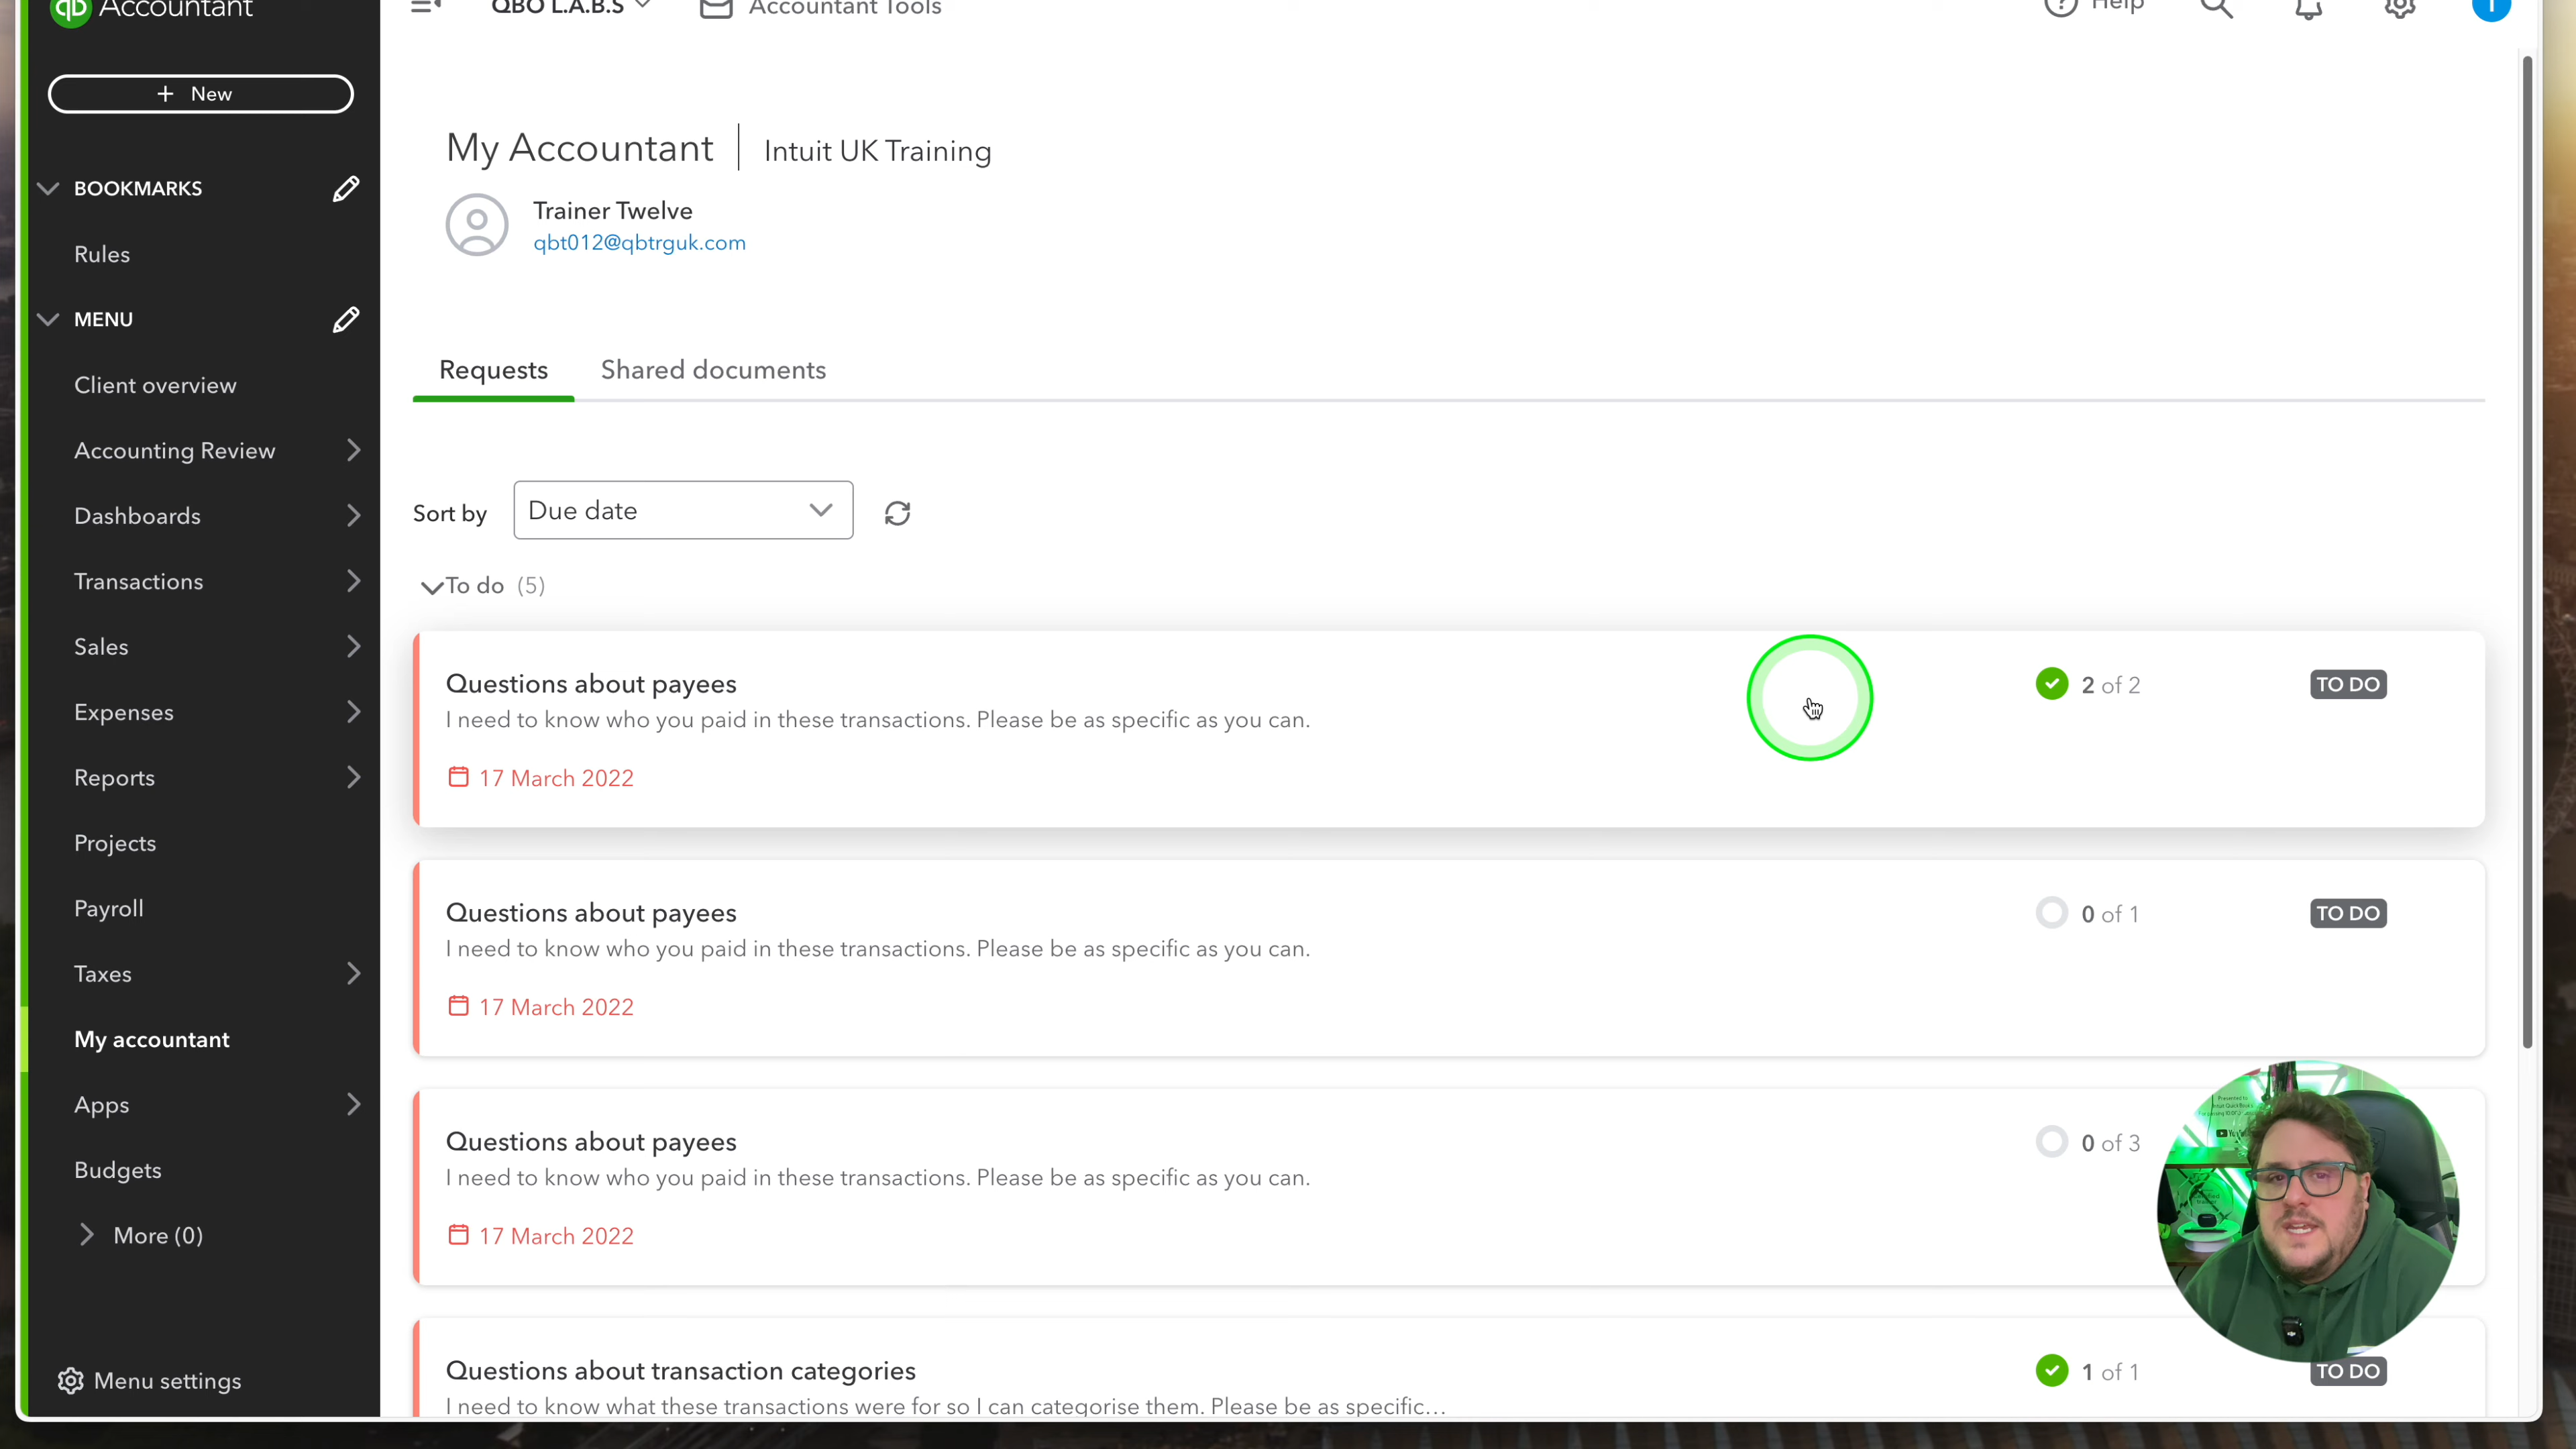 qb Accountant
QBO L.A.B.S
Accountant Tools
Help
+ New
BOOKMARKS
Rules
MENU
Client overview
Accounting Review
Dashboards
Transactions
Sales
Expenses
Reports
Projects
Payroll
Taxes
My accountant
Apps
Budgets
More (0)
Menu settings
My Accountant
Intuit UK Training
Trainer Twelve
qbt012@qbtrguk.com
Requests
Shared documents
Sort by
Due date
To do (5)
Questions about payees
2 of 2
TO DO
I need to know who you paid in these transactions. Please be as specific as you can.
17 March 2022
Questions about payees
0 of 1
TO DO
I need to know who you paid in these transactions. Please be as specific as you can.
17 March 2022
Questions about payees
0 of 3
I need to know who you paid in these transactions. Please be as specific as you can.
17 March 2022
Questions about transaction categories
1 of 1
TO DO
I need to know what these transactions were for so I can categorise them. Please be as specific...